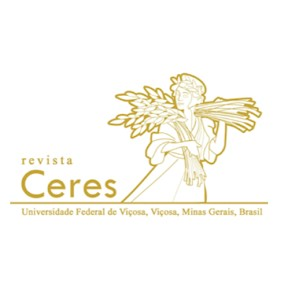 revista
Ceres
Universidade Federal de Viçosa, Viçosa, Minas Gerais, Brasil